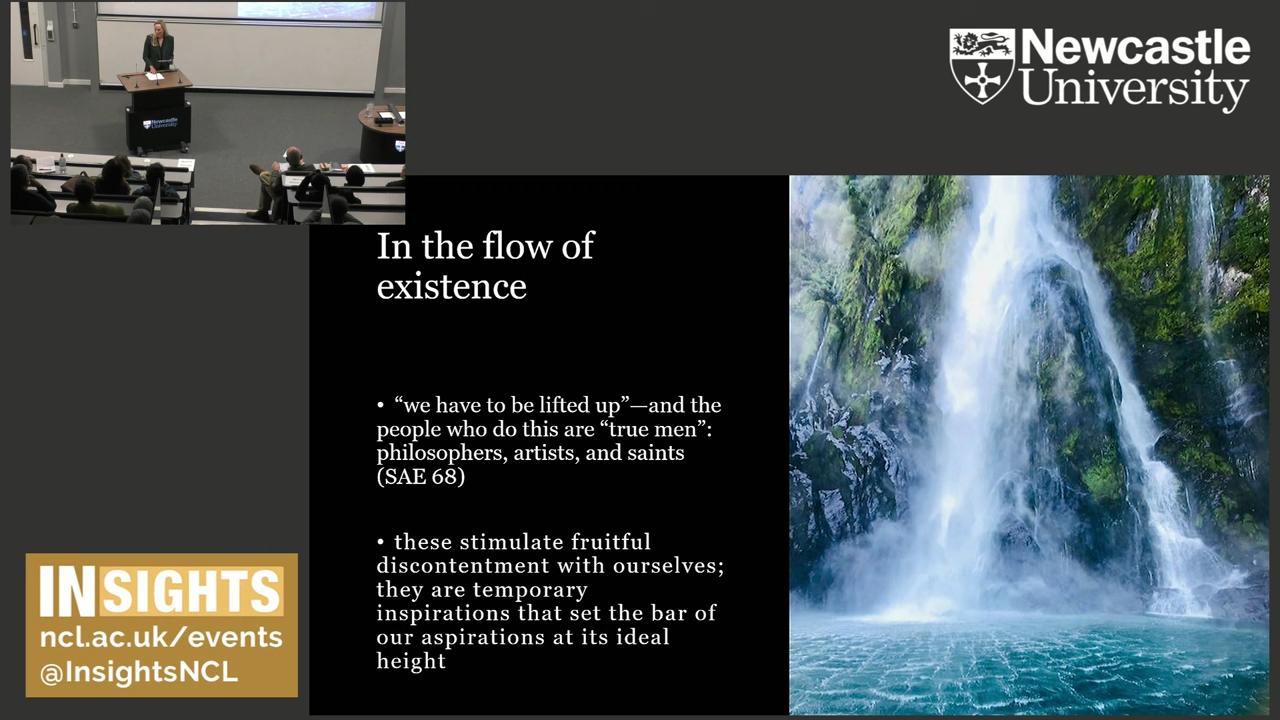 Newcastle
University
Newcastle
University
In the flow of
existence
• “we have to be lifted up”—and the
people who do this are “true men”:
philosophers, artists, and saints
(SAE 68)
• these stimulate fruitful
discontentment with ourselves;
they are temporary
inspirations that set the bar of
our aspirations at its ideal
height
INSIGHTS
ncl.ac.uk/events
@InsightsNCL